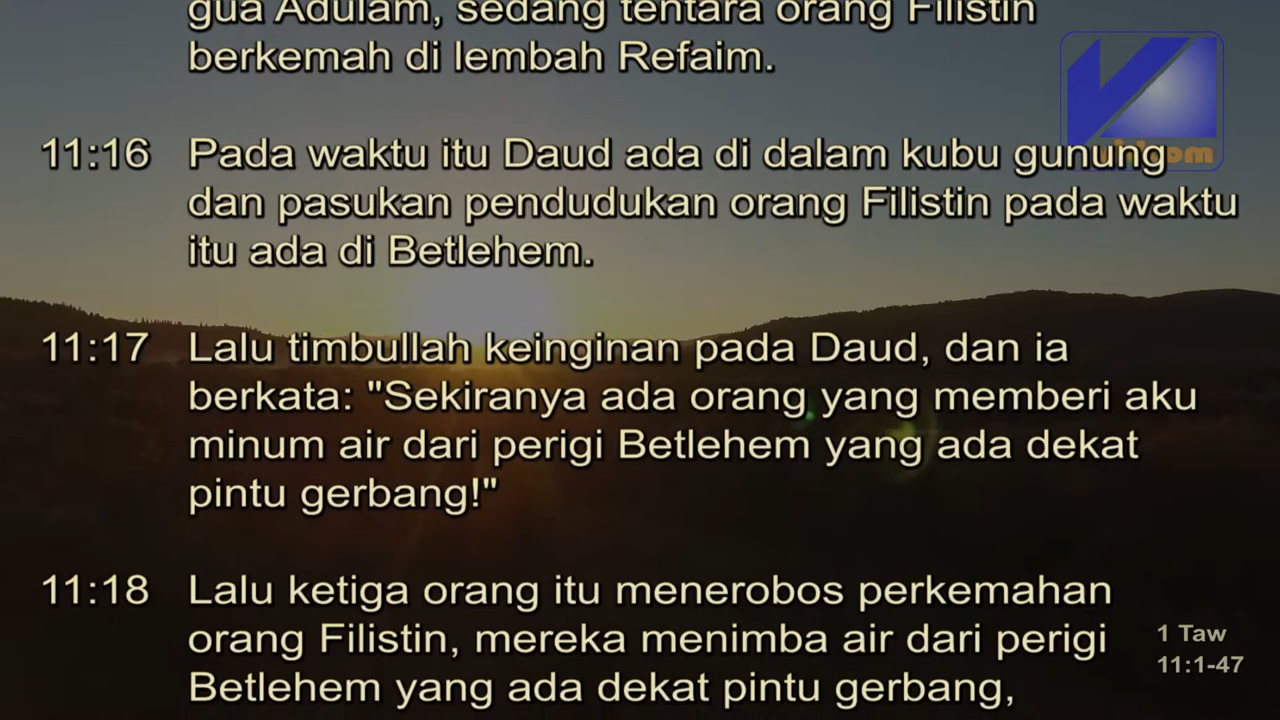 gua Adulam, sedang tentara orang Filistin
berkemah di lembah Refaim.
11:16 Pada waktu itu Daud ada di dalam kubu gunung
dan pasukan pendudukan orang Filistin pada waktu
itu ada di Betlehem.
11:17 Lalu timbullah keinginan pada Daud, dan ia
berkata: "Sekiranya ada orang yang memberi aku
minum air dari perigi Betlehem yang ada dekat
pintu gerbang!"
11:18 Lalu ketiga orang itu menerobos perkemahan
orang Filistin, mereka menimba air dari perigi
Betlehem yang ada dekat pintu gerbang,
1 Taw
11:1-47